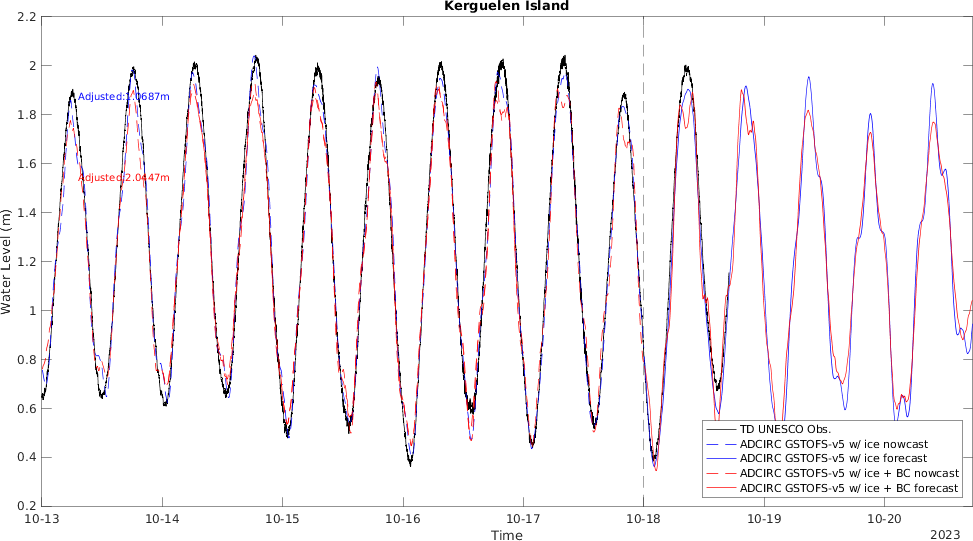 Kerguelen Island
2.2
2
1.8
1.6
1.4
1.2
1
0.8
0.6
0.4
0.2
Water Level (m)
Adjusted:1.0687m
Adjusted:2.0447m
TD UNESCO Obs.
ADCIRC GSTOFS-v5 w/ ice nowcast
ADCIRC GSTOFS-v5 w/ ice forecast
ADCIRC GSTOFS-v5 w/ ice + BC nowcast
ADCIRC GSTOFS-v5 w/ ice + BC forecast
10-13 10-14 10-15 10-16 10-17 10-18 10-19 10-20
Time
2023